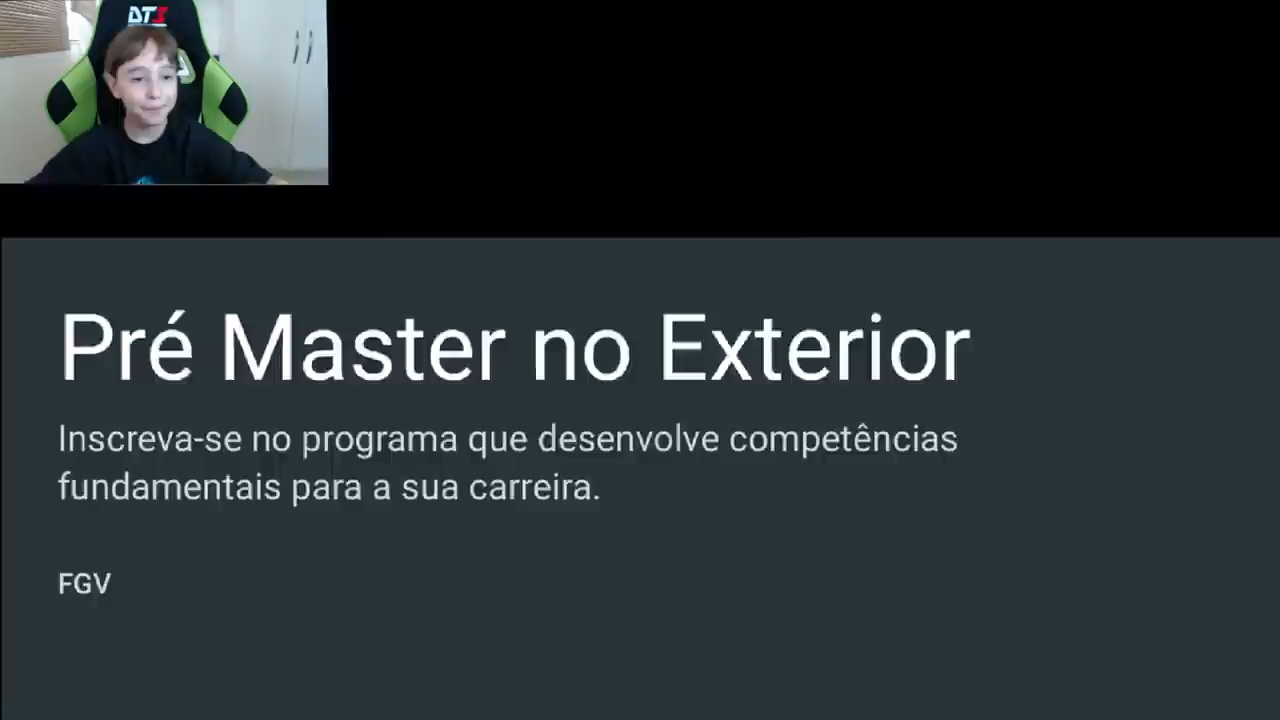 DT3
Pré Master no Exterior
Inscreva-se no programa que desenvolve competências
fundamentais para a sua carreira.
FGV